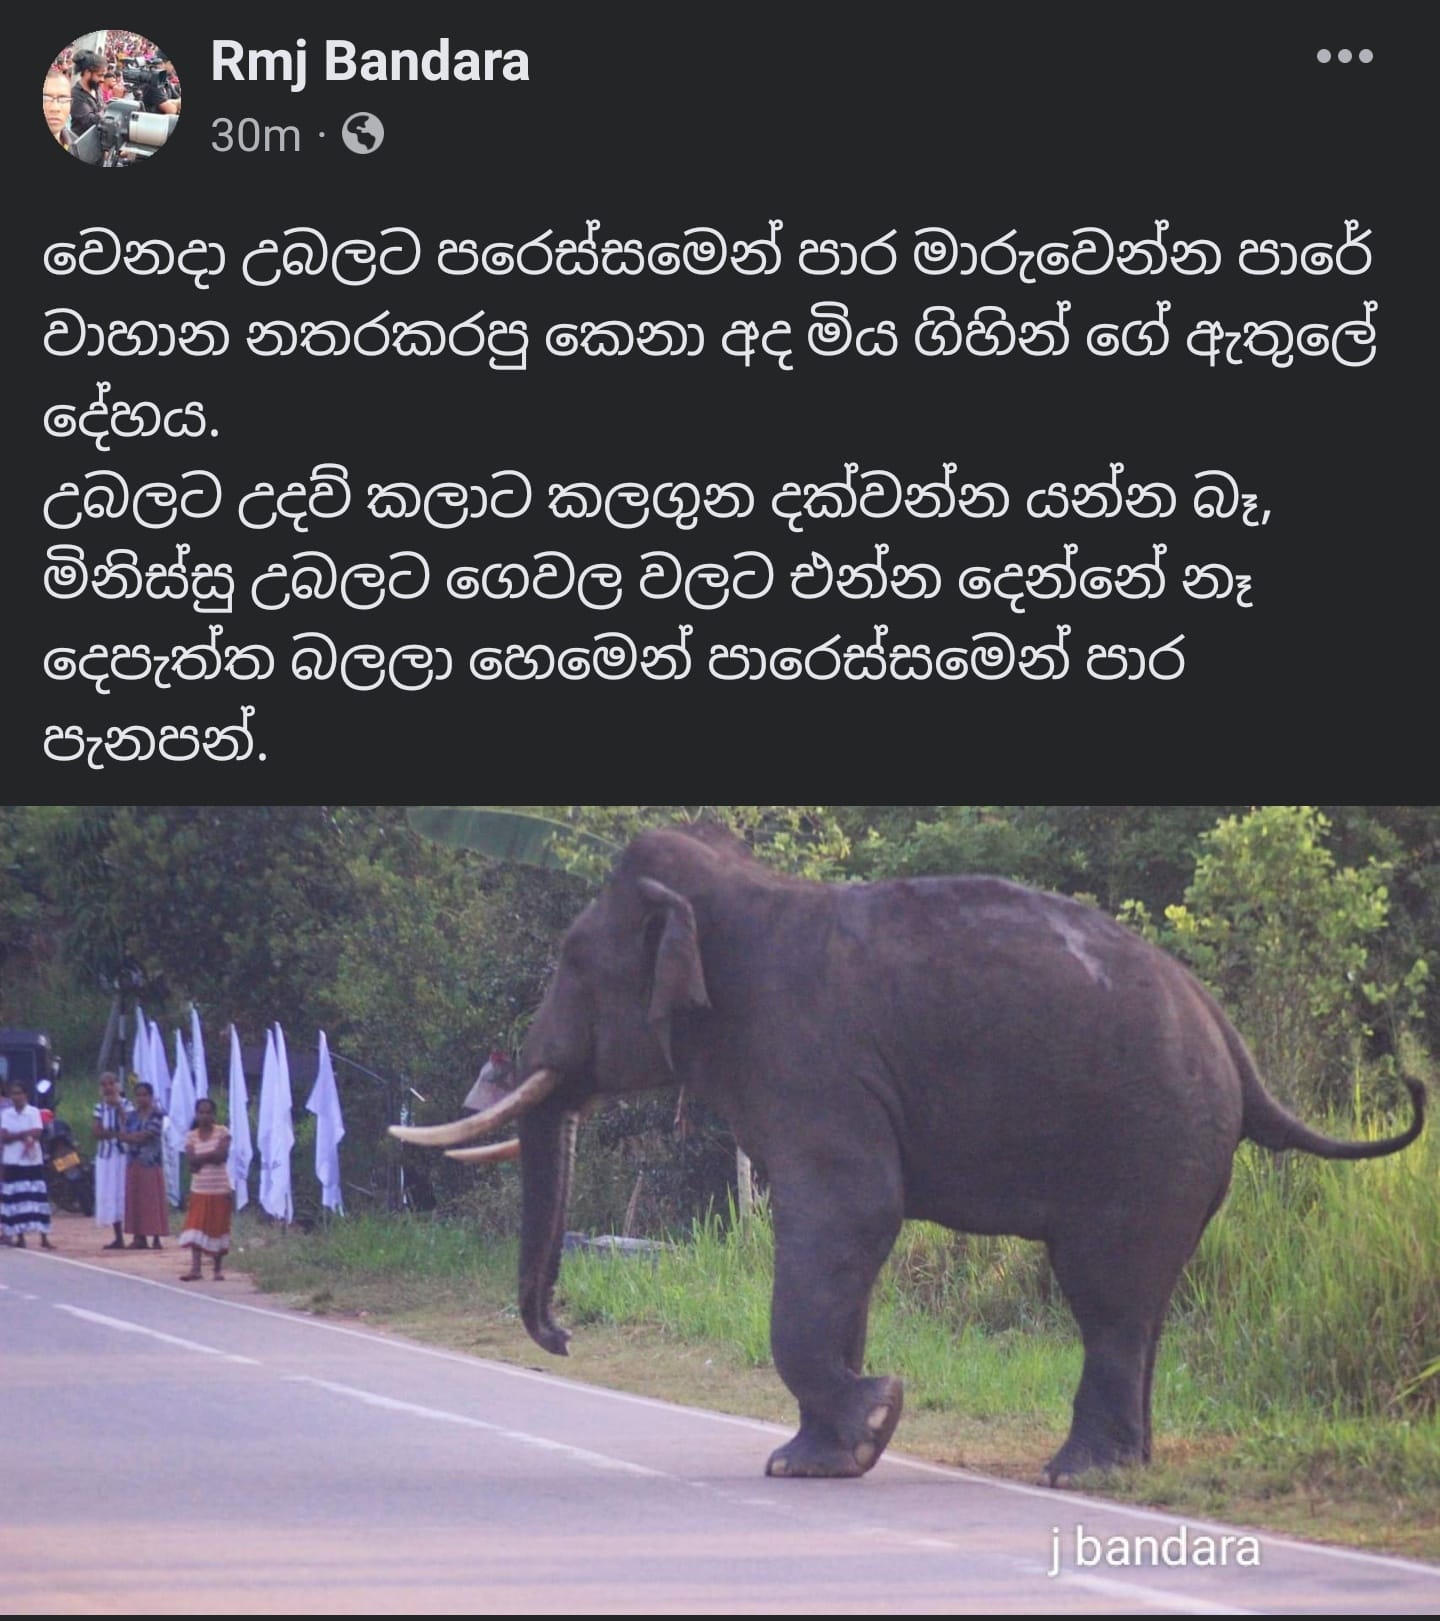 Rmj Bandara
30m ·
වෙනදා උබලට පරෙස්සමෙන් පාර මාරුවෙන්න පාරේ
වාහාන නතරකරපු කෙනා අද මිය ගිහින් ගේ ඇතුලේ
දේහය.
උබලට උදව් කලාට කලගුන දක්වන්න යන්න බෑ,
මිනිස්සු උබලට ගෙවල වලට එන්න දෙන්නේ නෑ
දෙපැත්ත බලලා හෙමෙන් පාරෙස්සමෙන් පාර
පැනපන්.
j bandara